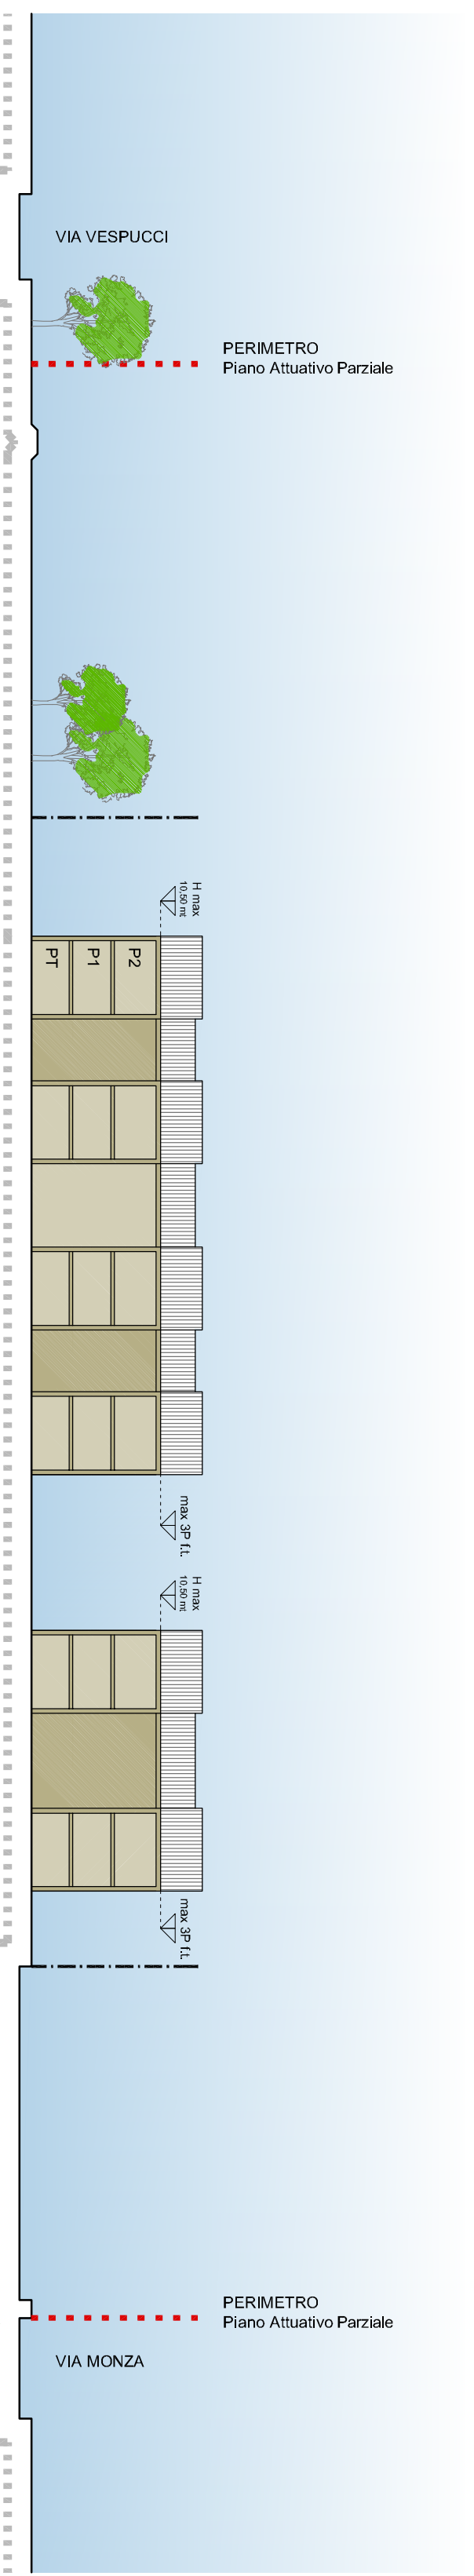 VIA VESPUCCI
PERIMETRO
Piano Attuativo Parziale
H max
10,50 mt
P2
P1
PT
max 3P f.t.
H max
10,50 mt
max 3P f.t.
PERIMETRO
Piano Attuativo Parziale
VIA MONZA